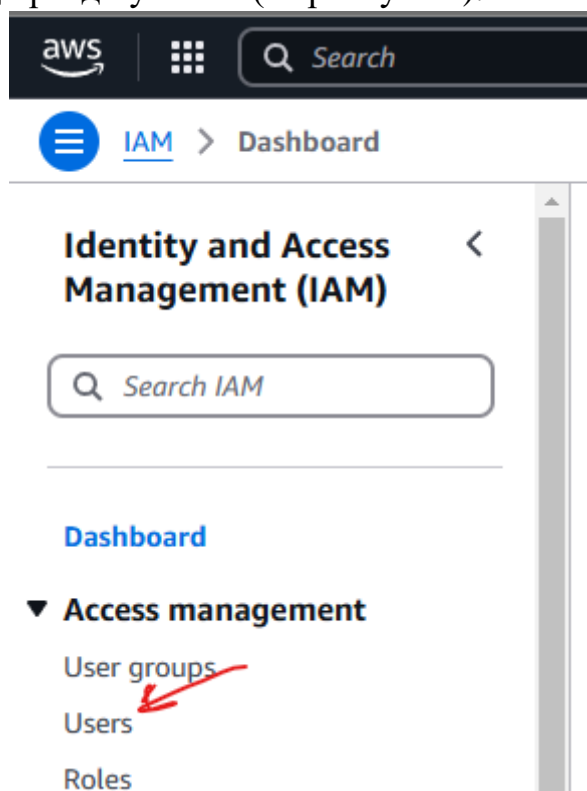 aws
Search
IAM > Dashboard
Identity and Access
Management (IAM)
Search IAM
Dashboard
Access management
User groups
Users
Roles